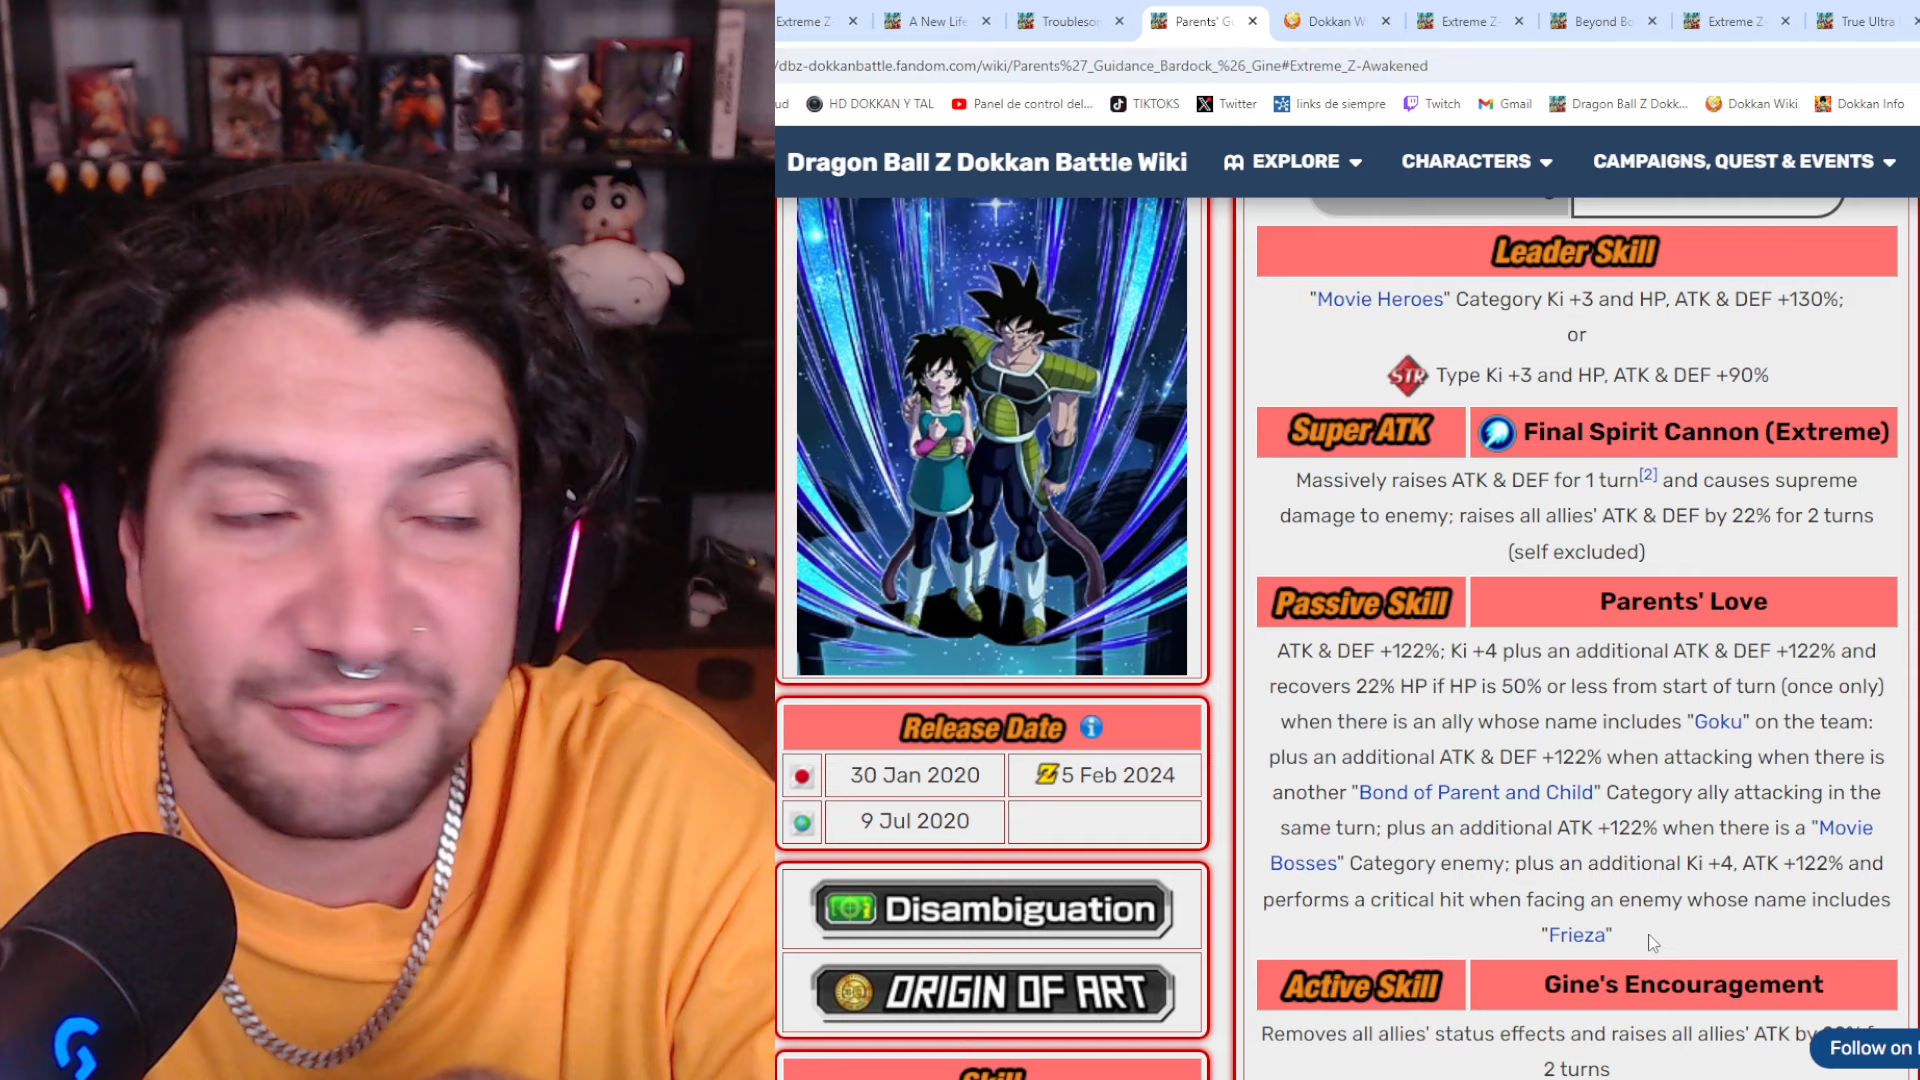 Extreme Z-
A New Life
Troubleso
Parents' Gu
Dokkan W
Extreme Z-
Beyond Bo
Extreme Z-
True Ultra
/dbz-dokkanbattle.fandom.com/wiki/Parents%27_Guidance_Bardock_%26_Gine#Extreme_Z-Awakened
ud
HD DOKKAN Y TAL
Panel de control del...
TIKTOKS
Twitter
links de siempre
Twitch
Gmail
Dragon Ball Z Dokk...
Dokkan Wiki
Dokkan Info
Dragon Ball Z Dokkan Battle Wiki
EXPLORE
CHARACTERS
CAMPAIGNS, QUEST & EVENTS
Leader Skill
"Movie Heroes" Category Ki +3 and HP, ATK & DEF +130%;
or
STR Type Ki +3 and HP, ATK & DEF +90%
Super ATK
Final Spirit Cannon (Extreme)
Massively raises ATK & DEF for 1 turn[2] and causes supreme
damage to enemy; raises all allies' ATK & DEF by 22% for 2 turns
(self excluded)
Passive Skill
Parents' Love
ATK & DEF +122%; Ki +4 plus an additional ATK & DEF +122% and
recovers 22% HP if HP is 50% or less from start of turn (once only)
when there is an ally whose name includes "Goku" on the team:
plus an additional ATK & DEF +122% when attacking when there is
another "Bond of Parent and Child" Category ally attacking in the
same turn; plus an additional ATK +122% when there is a "Movie
Bosses" Category enemy; plus an additional Ki +4, ATK +122% and
performs a critical hit when facing an enemy whose name includes
"Frieza"
Active Skill
Gine's Encouragement
Removes all allies' status effects and raises all allies' ATK by
2 turns
Follow on
Release Date
30 Jan 2020
Z 5 Feb 2024
9 Jul 2020
Disambiguation
ORIGIN OF ART
Skill